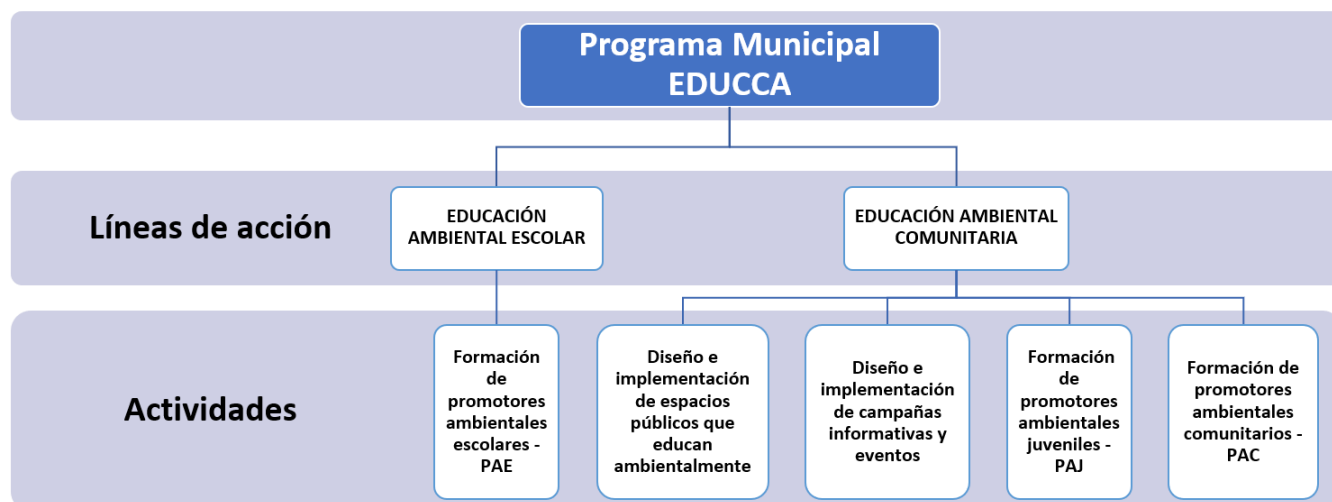 Programa Municipal
EDUCCA
Líneas de acción
EDUCACIÓN
AMBIENTAL ESCOLAR
EDUCACIÓN AMBIENTAL
COMUNITARIA
Actividades
Formación
de
promotores
ambientales
escolares -
PAE
Diseño e
implementación
de espacios
públicos que
educan
ambientalmente
Diseño e
implementación
de campañas
informativas y
eventos
Formación
de
promotores
ambientales
juveniles -
PAJ
Formación de
promotores
ambientales
comunitarios -
PAC